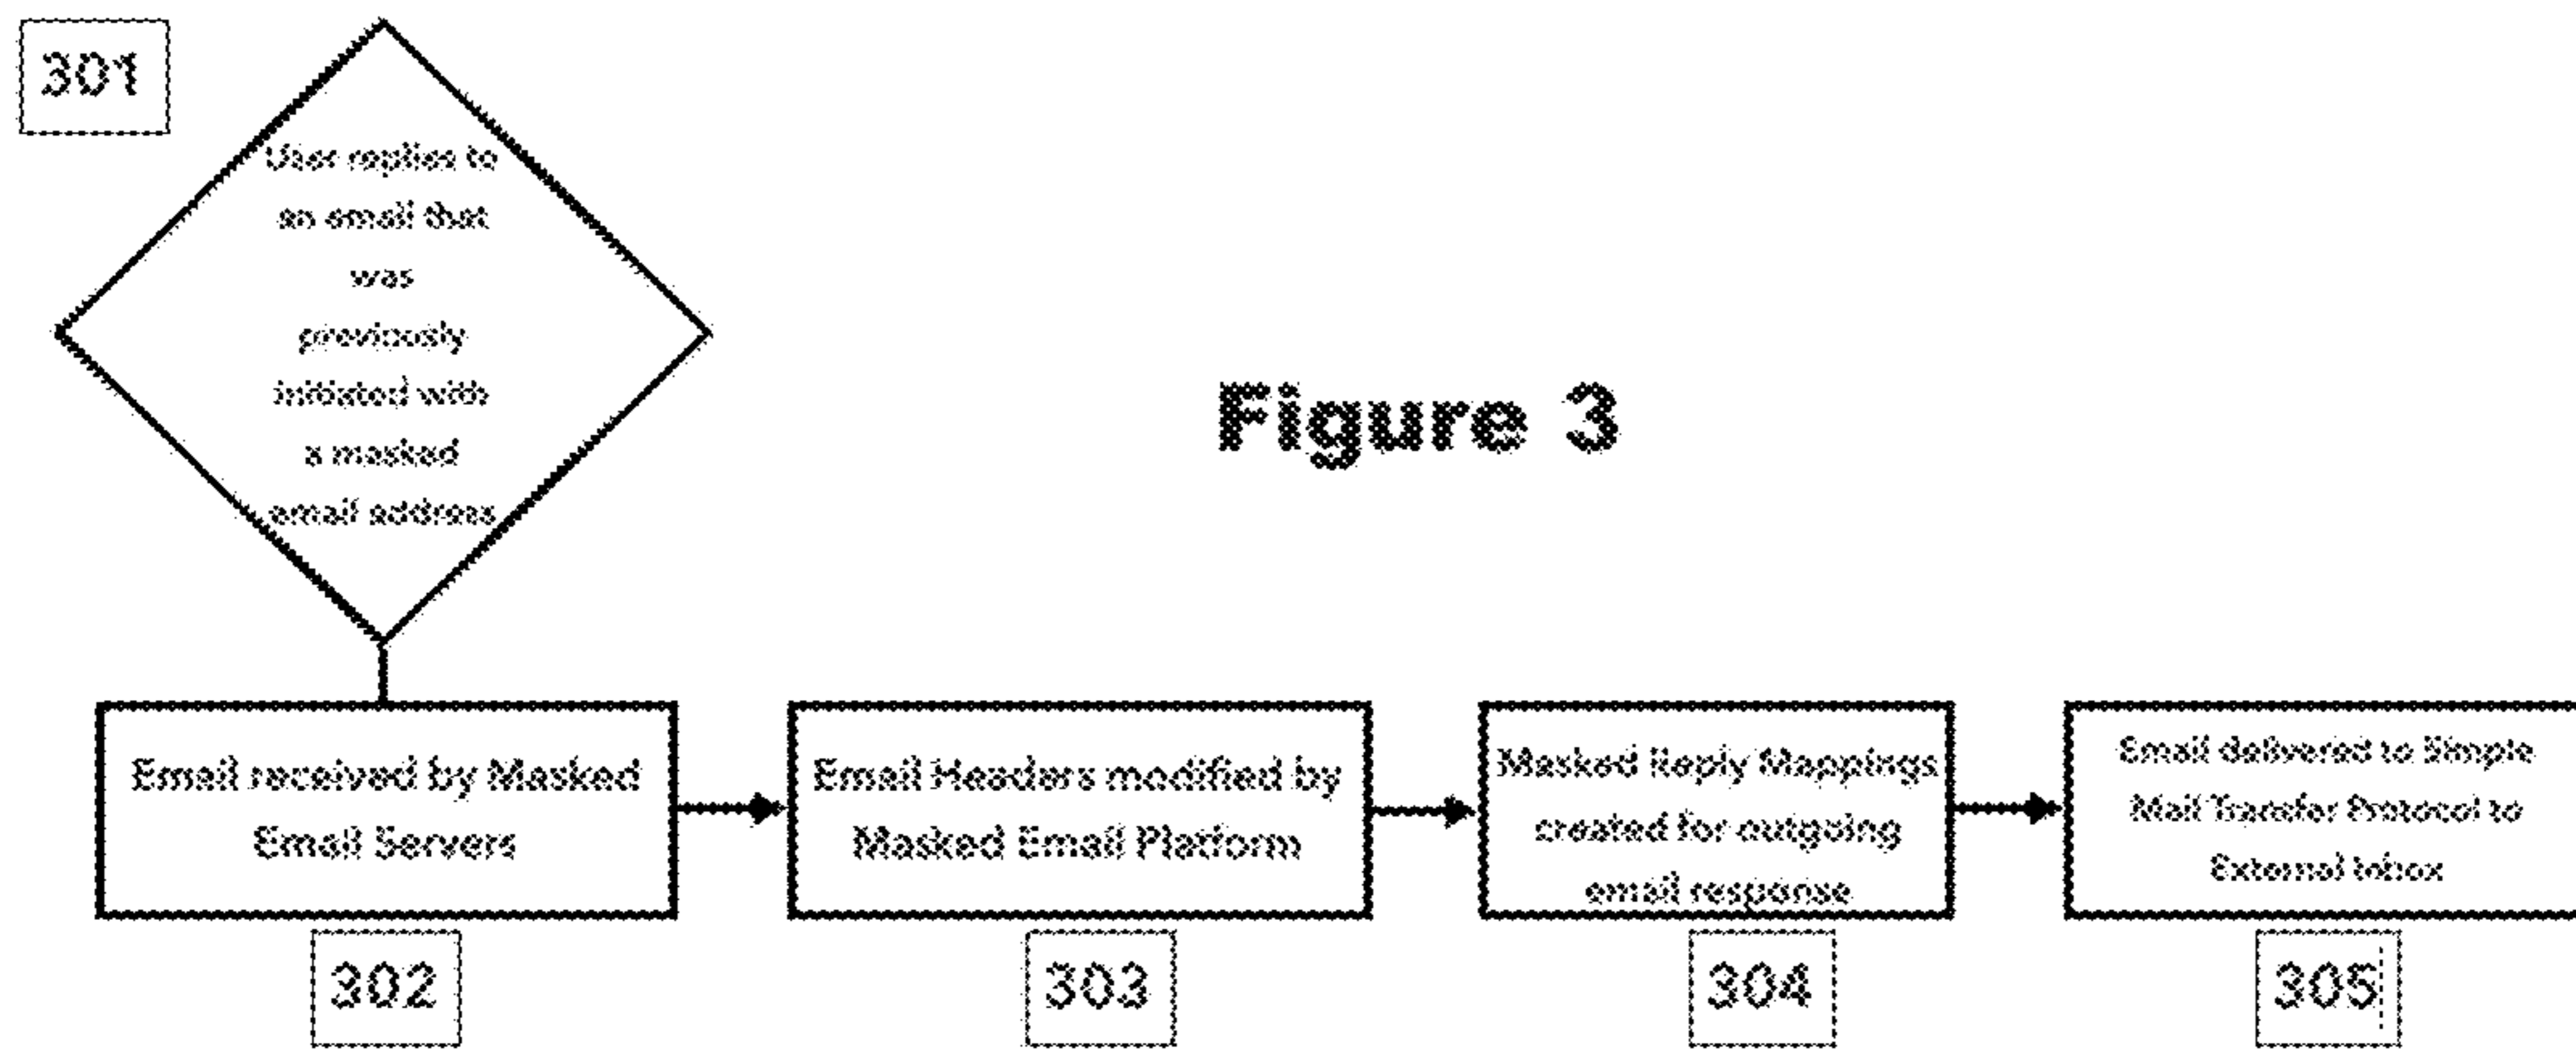 301
User replies to
an email that
was
previously
initiated with
a masked
email address
Figure 3
Email received by Masked
Email Servers
302
Email Headers modified by
Masked Email Platform
303
Masked Reply Mappings
created for outgoing
email response
304
Email delivered to Simple
Mail Transfer Protocol to
External Inbox
305